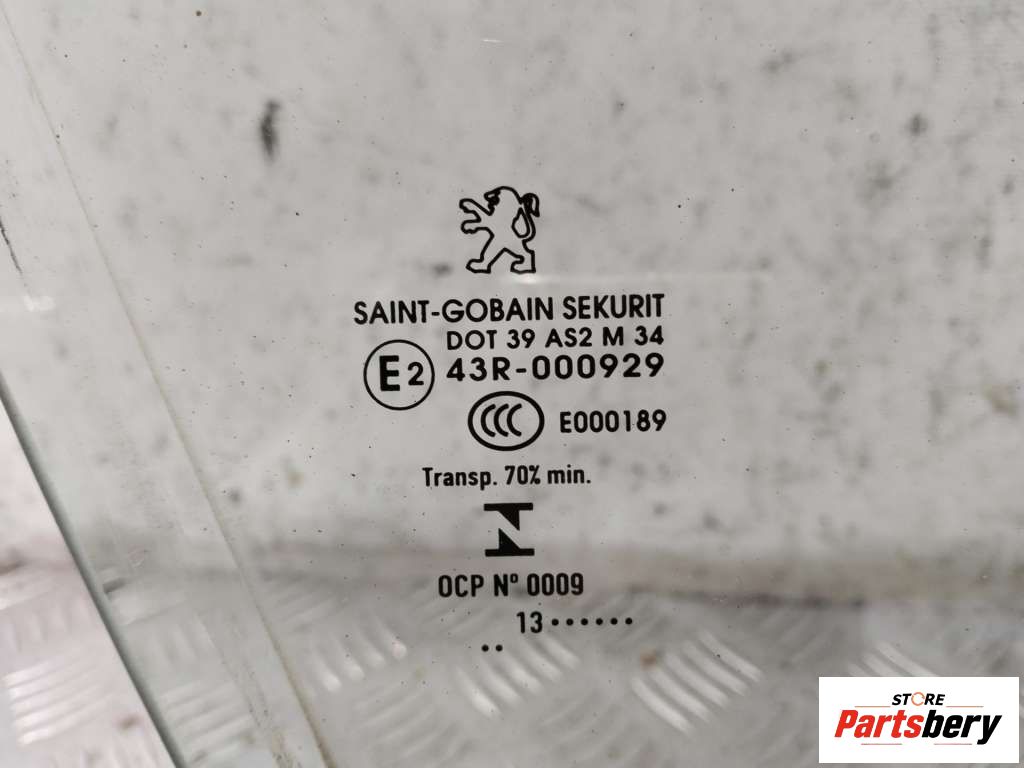 SAINT-GOBAIN SEKURIT
DOT 39 AS2 M 34
E2 43R-000929
CCC E000189
Transp. 70% min.
N
OCP Nº 0009
13••••••
••
STORE
Partsbery